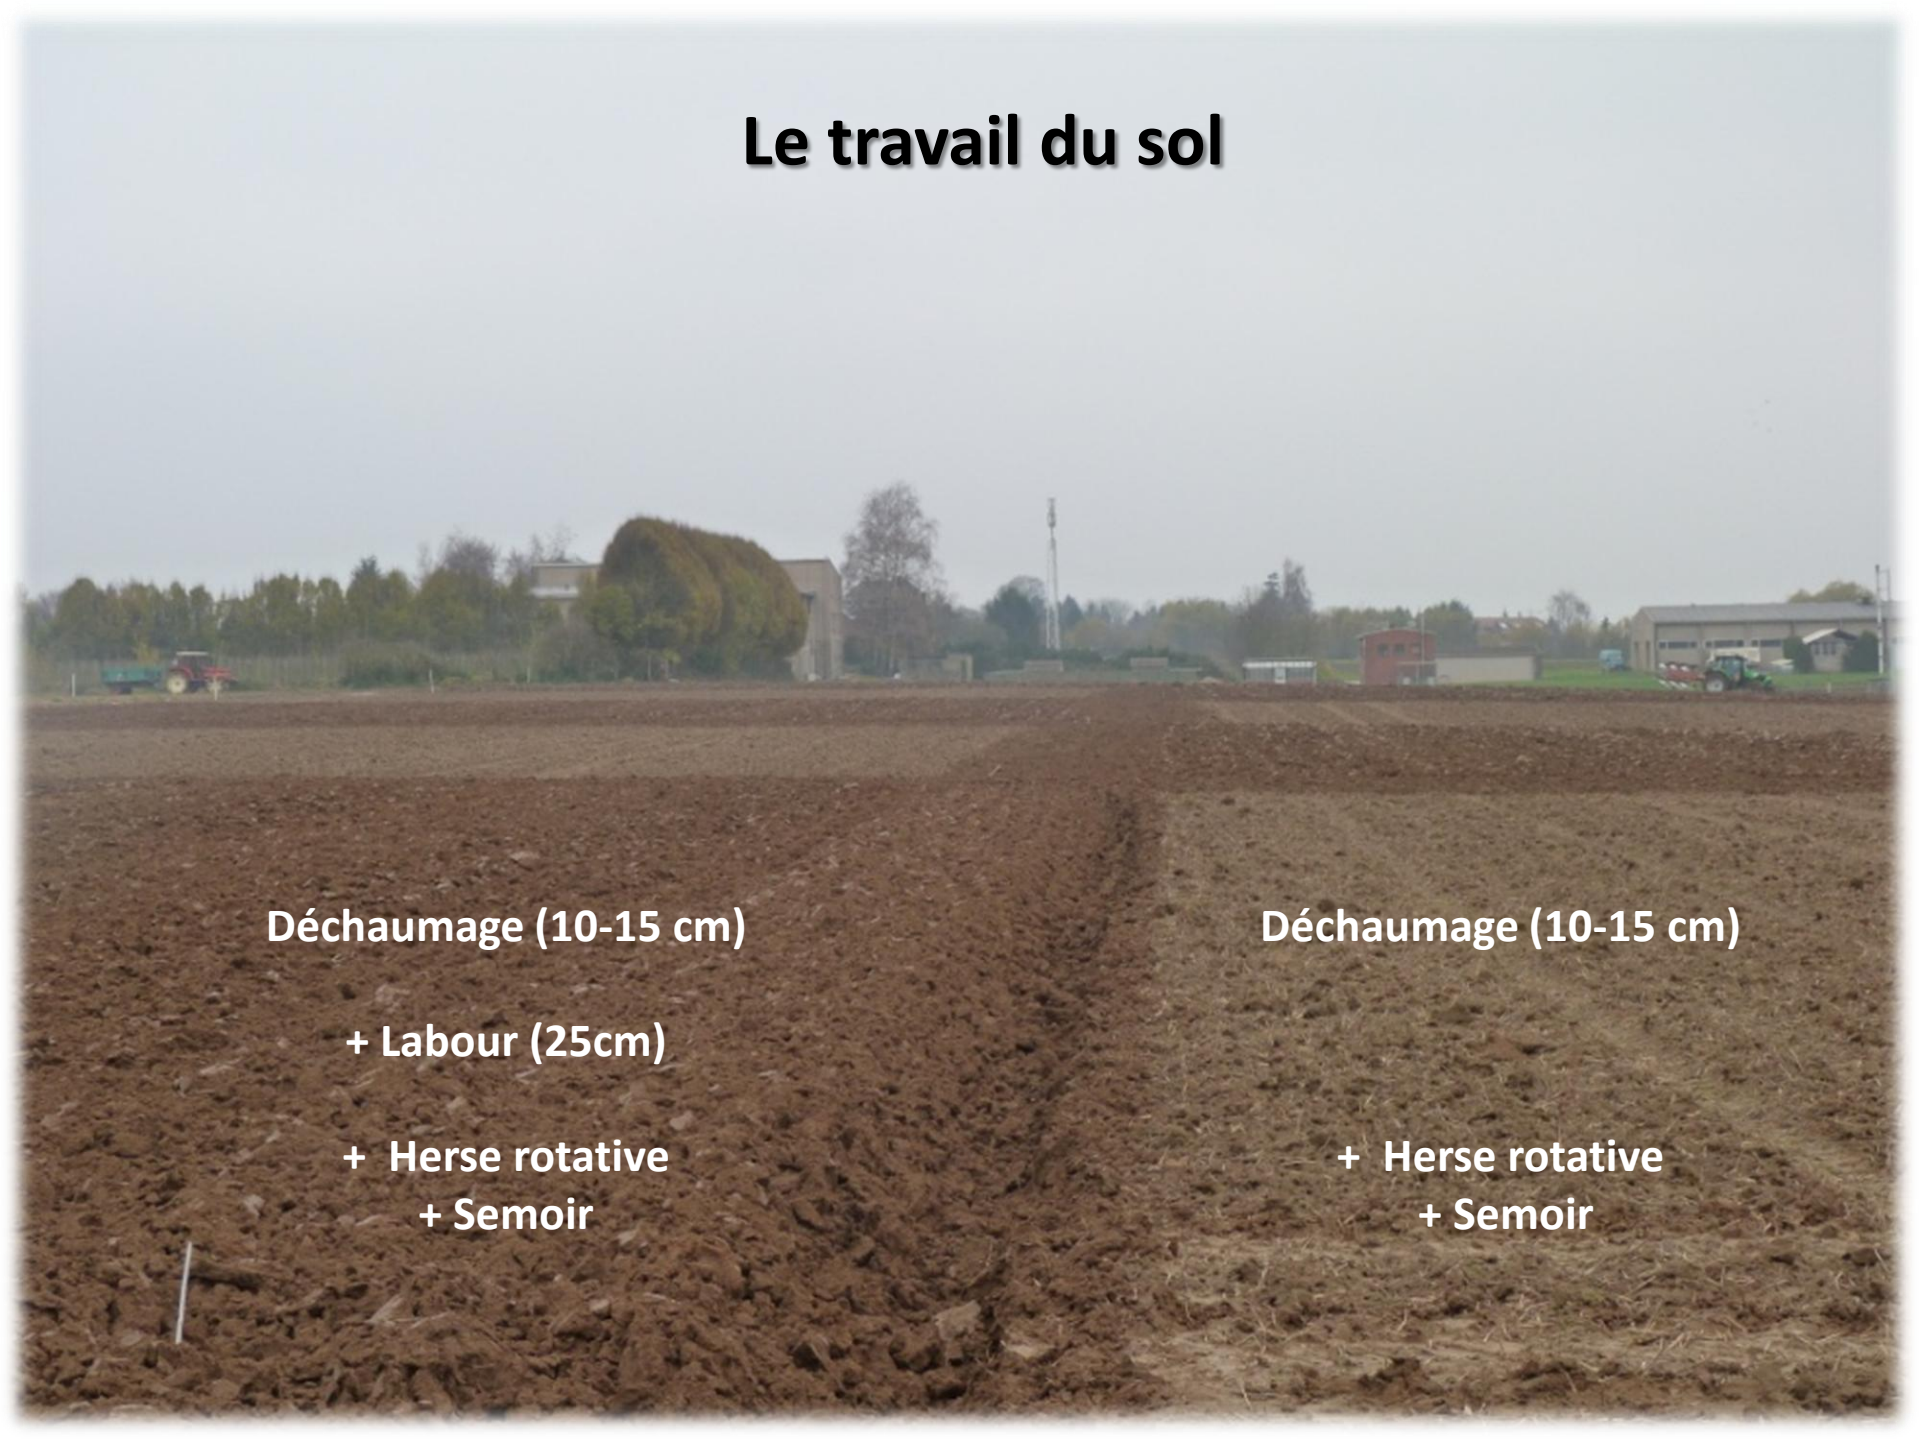 Le travail du sol
Déchaumage (10-15 cm)
+ Labour (25cm)
+ Herse rotative
+ Semoir
Déchaumage (10-15 cm)
+ Herse rotative
+ Semoir